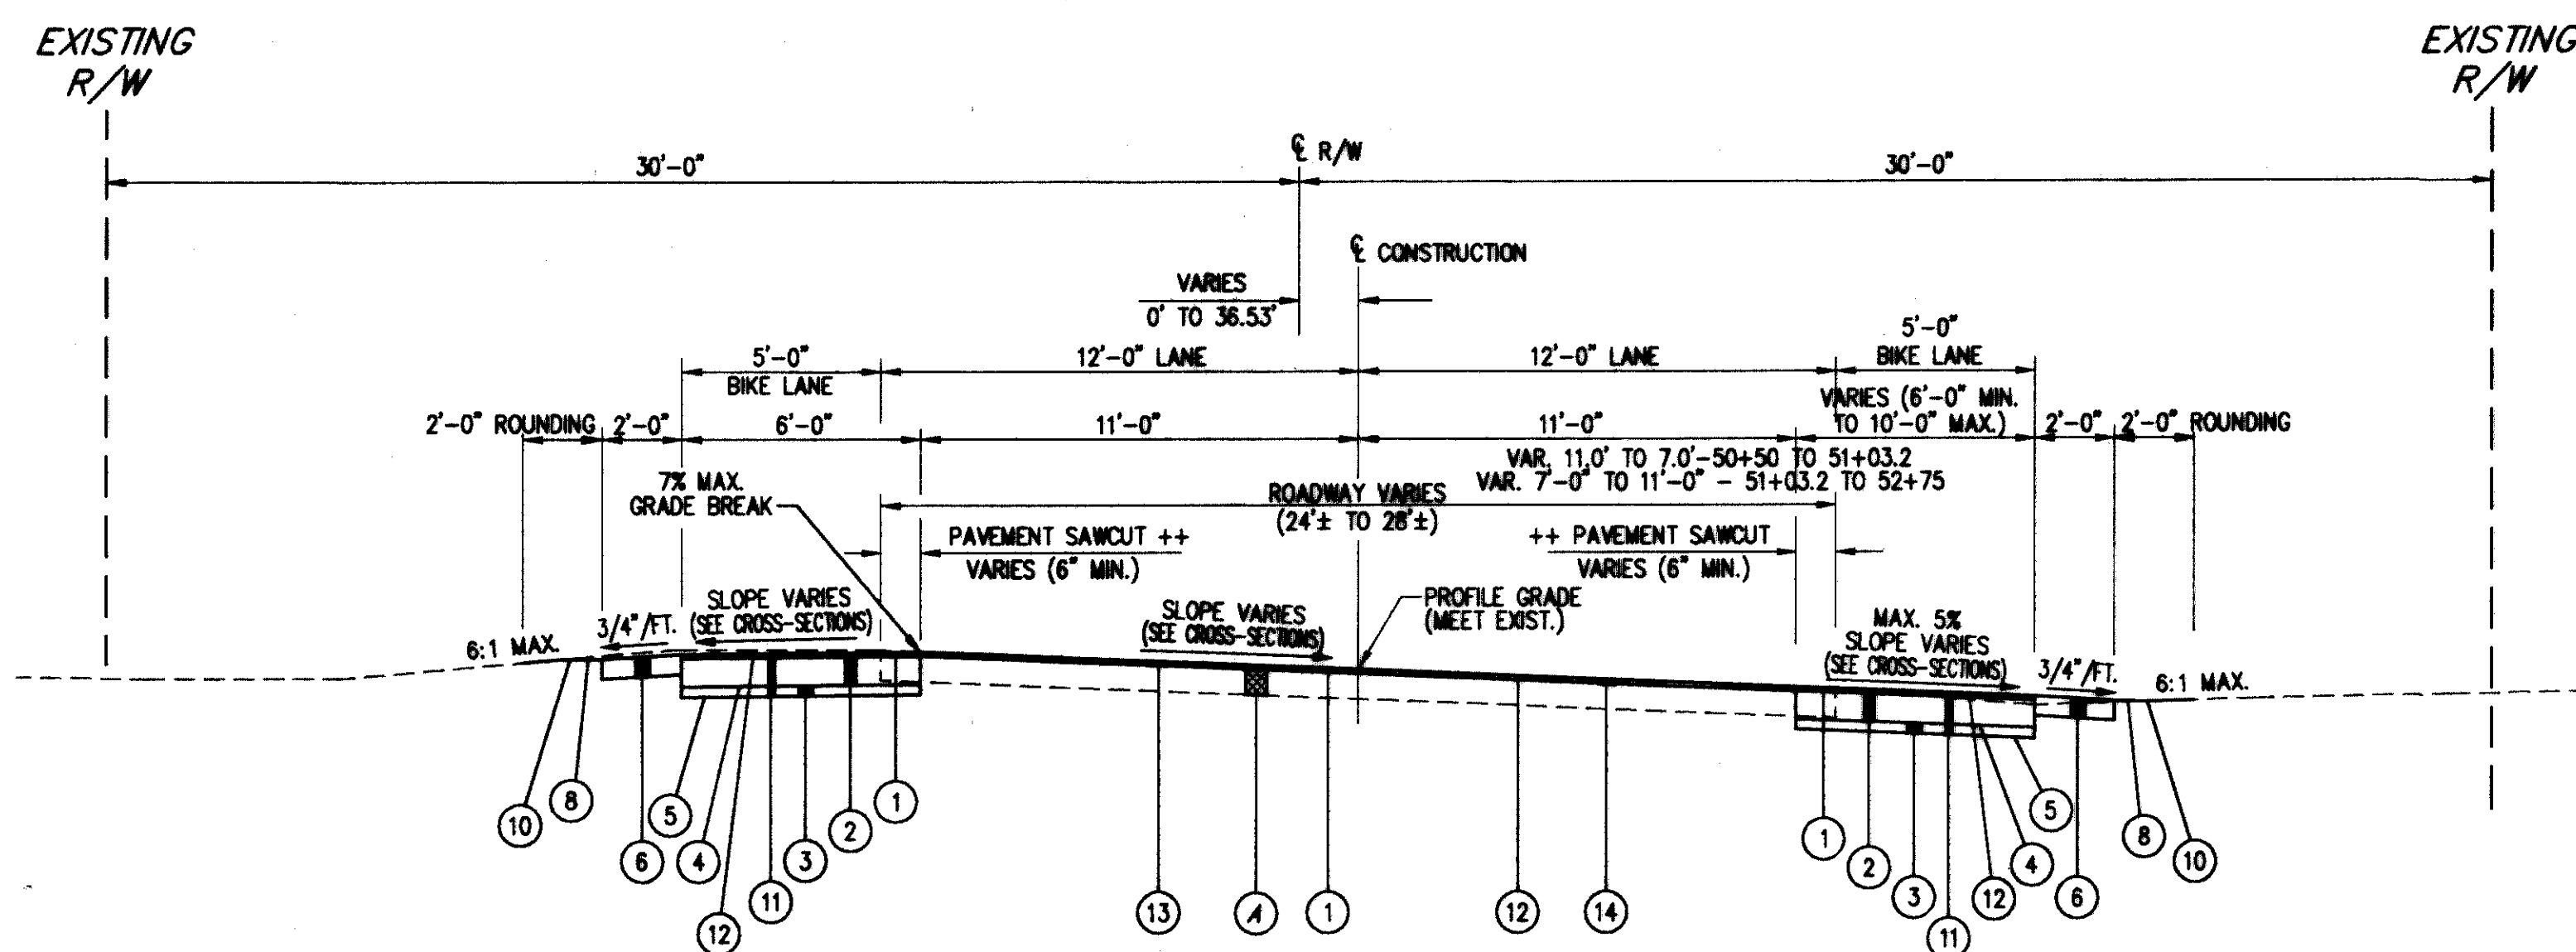 EXISTING
R/W
EXISTING
R/W
℄ R/W
30'-0"
30'-0"
℄ CONSTRUCTION
VARIES
0' TO 36.53'
5'-0"
BIKE LANE
12'-0" LANE
12'-0" LANE
5'-0"
BIKE LANE
2'-0" ROUNDING
2'-0"
6'-0"
11'-0"
11'-0"
VARIES (6'-0" MIN.
TO 10'-0" MAX.)
2'-0"
2'-0" ROUNDING
VAR. 11.0' TO 7.0'-50+50 TO 51+03.2
VAR. 7'-0" TO 11'-0" - 51+03.2 TO 52+75
7% MAX.
GRADE BREAK
ROADWAY VARIES
(24'± TO 28'±)
PAVEMENT SAWCUT ++
VARIES (6" MIN.)
++ PAVEMENT SAWCUT
VARIES (6" MIN.)
6:1 MAX.
3/4"/FT.
SLOPE VARIES
(SEE CROSS-SECTIONS)
SLOPE VARIES
(SEE CROSS-SECTIONS)
PROFILE GRADE
(MEET EXIST.)
MAX. 5%
SLOPE VARIES
(SEE CROSS-SECTIONS)
3/4"/FT.
6:1 MAX.
10
8
6
5
4
12
11
3
2
1
13
A
1
12
14
1
2
3
11
12
4
5
6
8
10